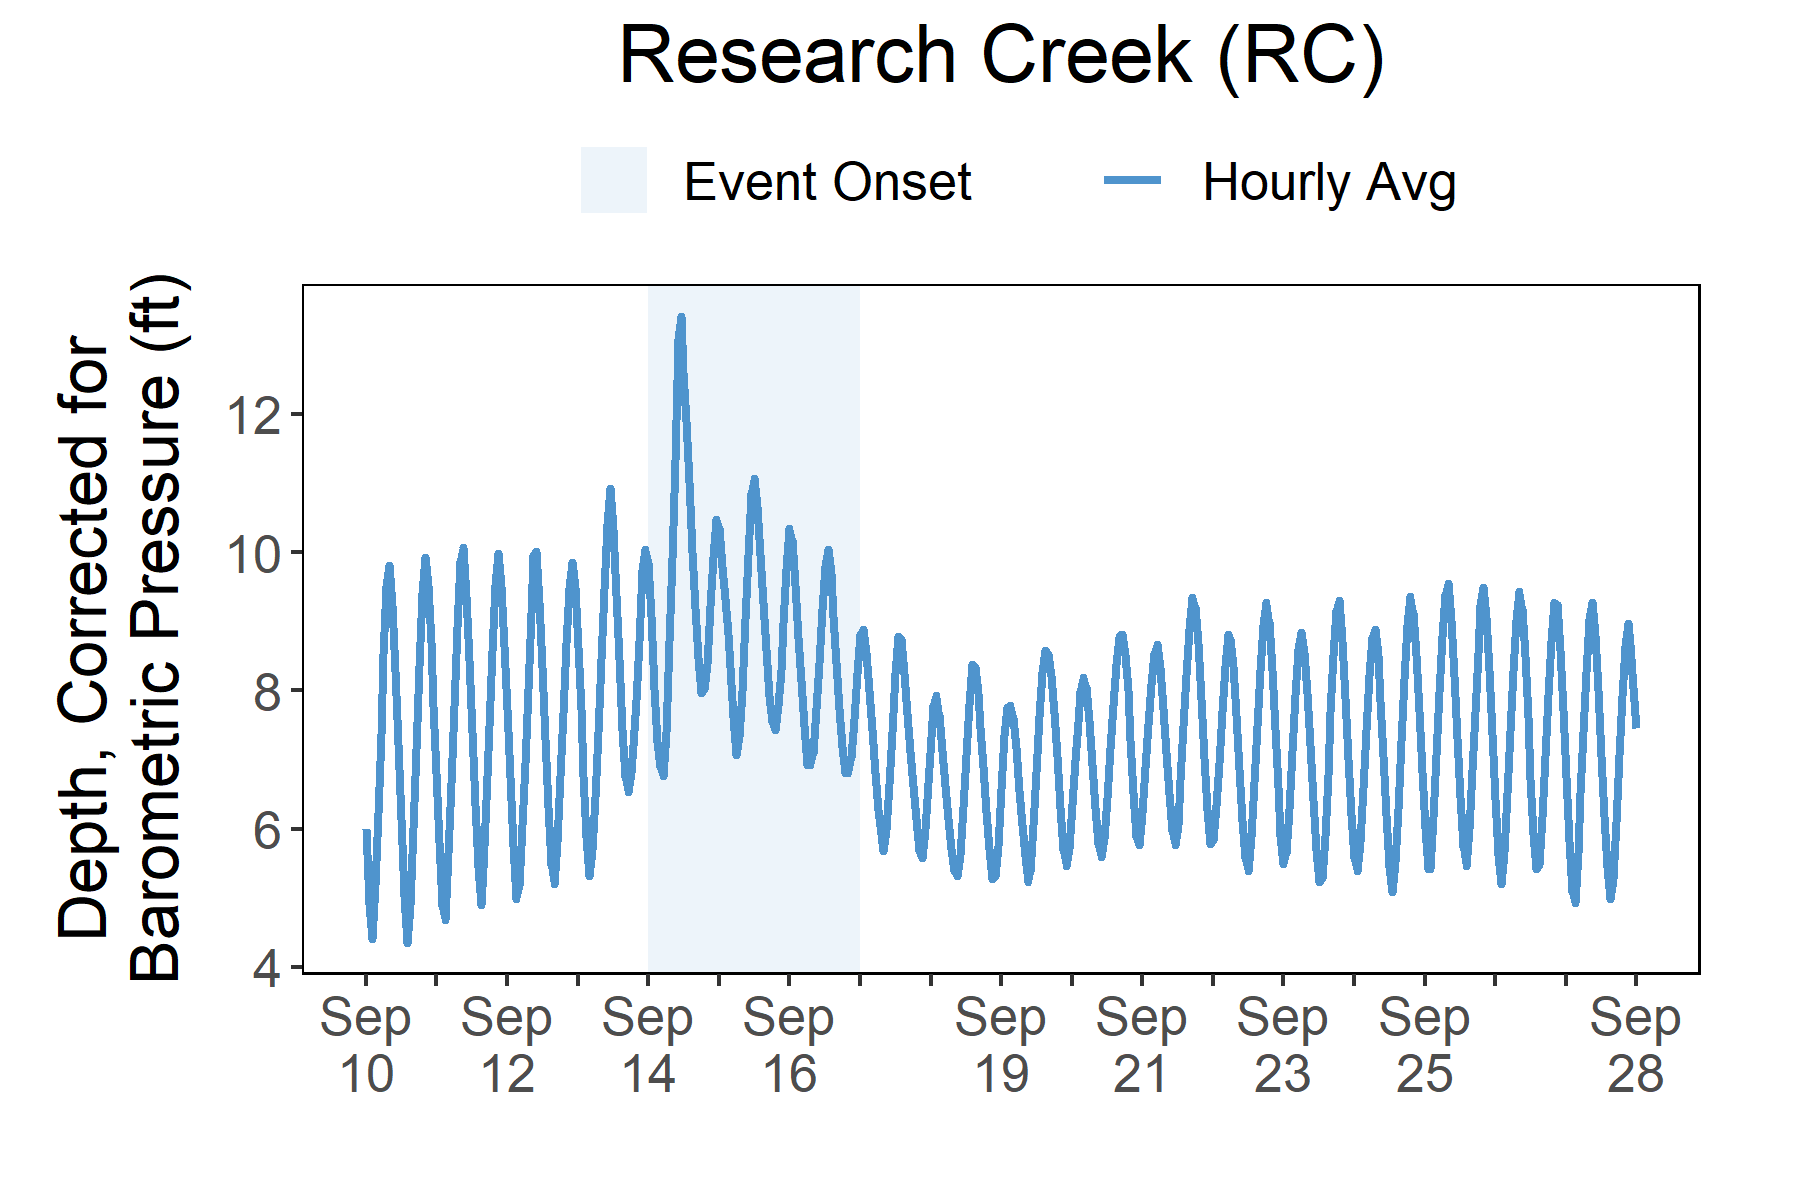 Research Creek (RC)
Event Onset
Hourly Avg
Depth, Corrected for
Barometric Pressure (ft)
12
10
8
6
4
Sep Sep Sep Sep Sep Sep Sep Sep Sep
10 12 14 16 19 21 23 25 28